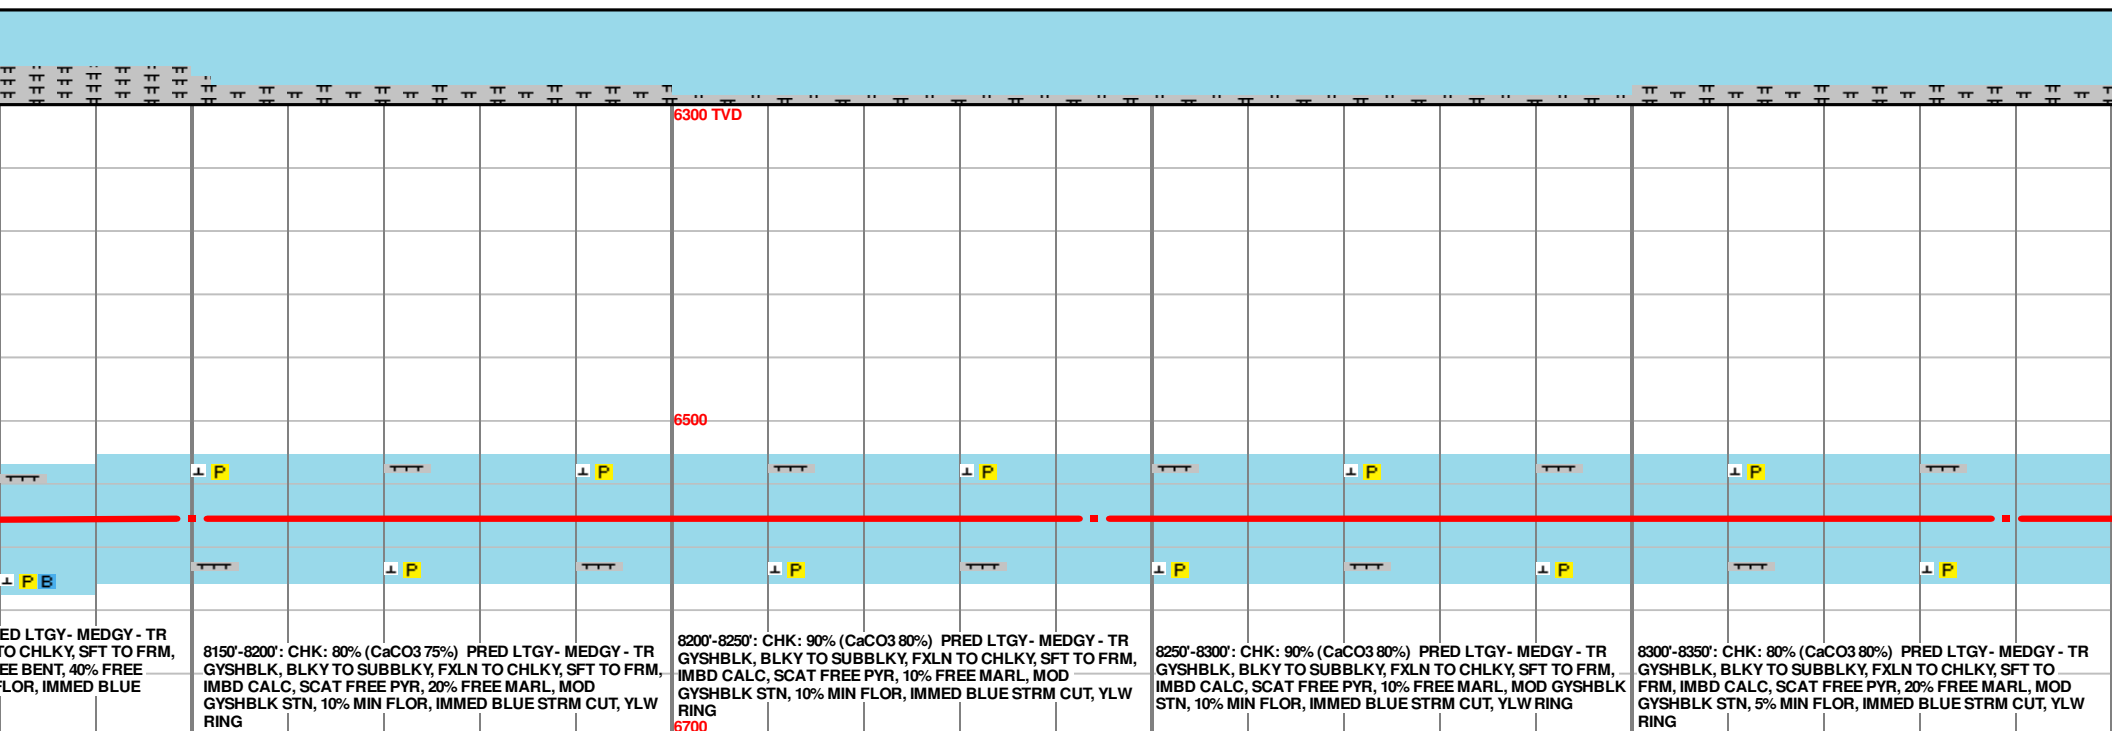 6300 TVD
6500
P
P
P
P
P
P
P
P
P
P
P B
ED LTGY- MEDGY - TR
TO CHLKY, SFT TO FRM,
EE BENT, 40% FREE
FLOR, IMMED BLUE
8150'-8200': CHK: 80% (CaCO3 75%) PRED LTGY- MEDGY - TR
GYSHBLK, BLKY TO SUBBLKY, FXLN TO CHLKY, SFT TO FRM,
IMBD CALC, SCAT FREE PYR, 20% FREE MARL, MOD
GYSHBLK STN, 10% MIN FLOR, IMMED BLUE STRM CUT, YLW
RING
8200'-8250': CHK: 90% (CaCO3 80%) PRED LTGY- MEDGY - TR
GYSHBLK, BLKY TO SUBBLKY, FXLN TO CHLKY, SFT TO FRM,
IMBD CALC, SCAT FREE PYR, 10% FREE MARL, MOD
GYSHBLK STN, 10% MIN FLOR, IMMED BLUE STRM CUT, YLW
RING
6700
8250'-8300': CHK: 90% (CaCO3 80%) PRED LTGY- MEDGY - TR
GYSHBLK, BLKY TO SUBBLKY, FXLN TO CHLKY, SFT TO FRM,
IMBD CALC, SCAT FREE PYR, 10% FREE MARL, MOD GYSHBLK
STN, 10% MIN FLOR, IMMED BLUE STRM CUT, YLW RING
8300'-8350': CHK: 80% (CaCO3 80%) PRED LTGY- MEDGY - TR
GYSHBLK, BLKY TO SUBBLKY, FXLN TO CHLKY, SFT TO
FRM, IMBD CALC, SCAT FREE PYR, 20% FREE MARL, MOD
GYSHBLK STN, 5% MIN FLOR, IMMED BLUE STRM CUT, YLW
RING